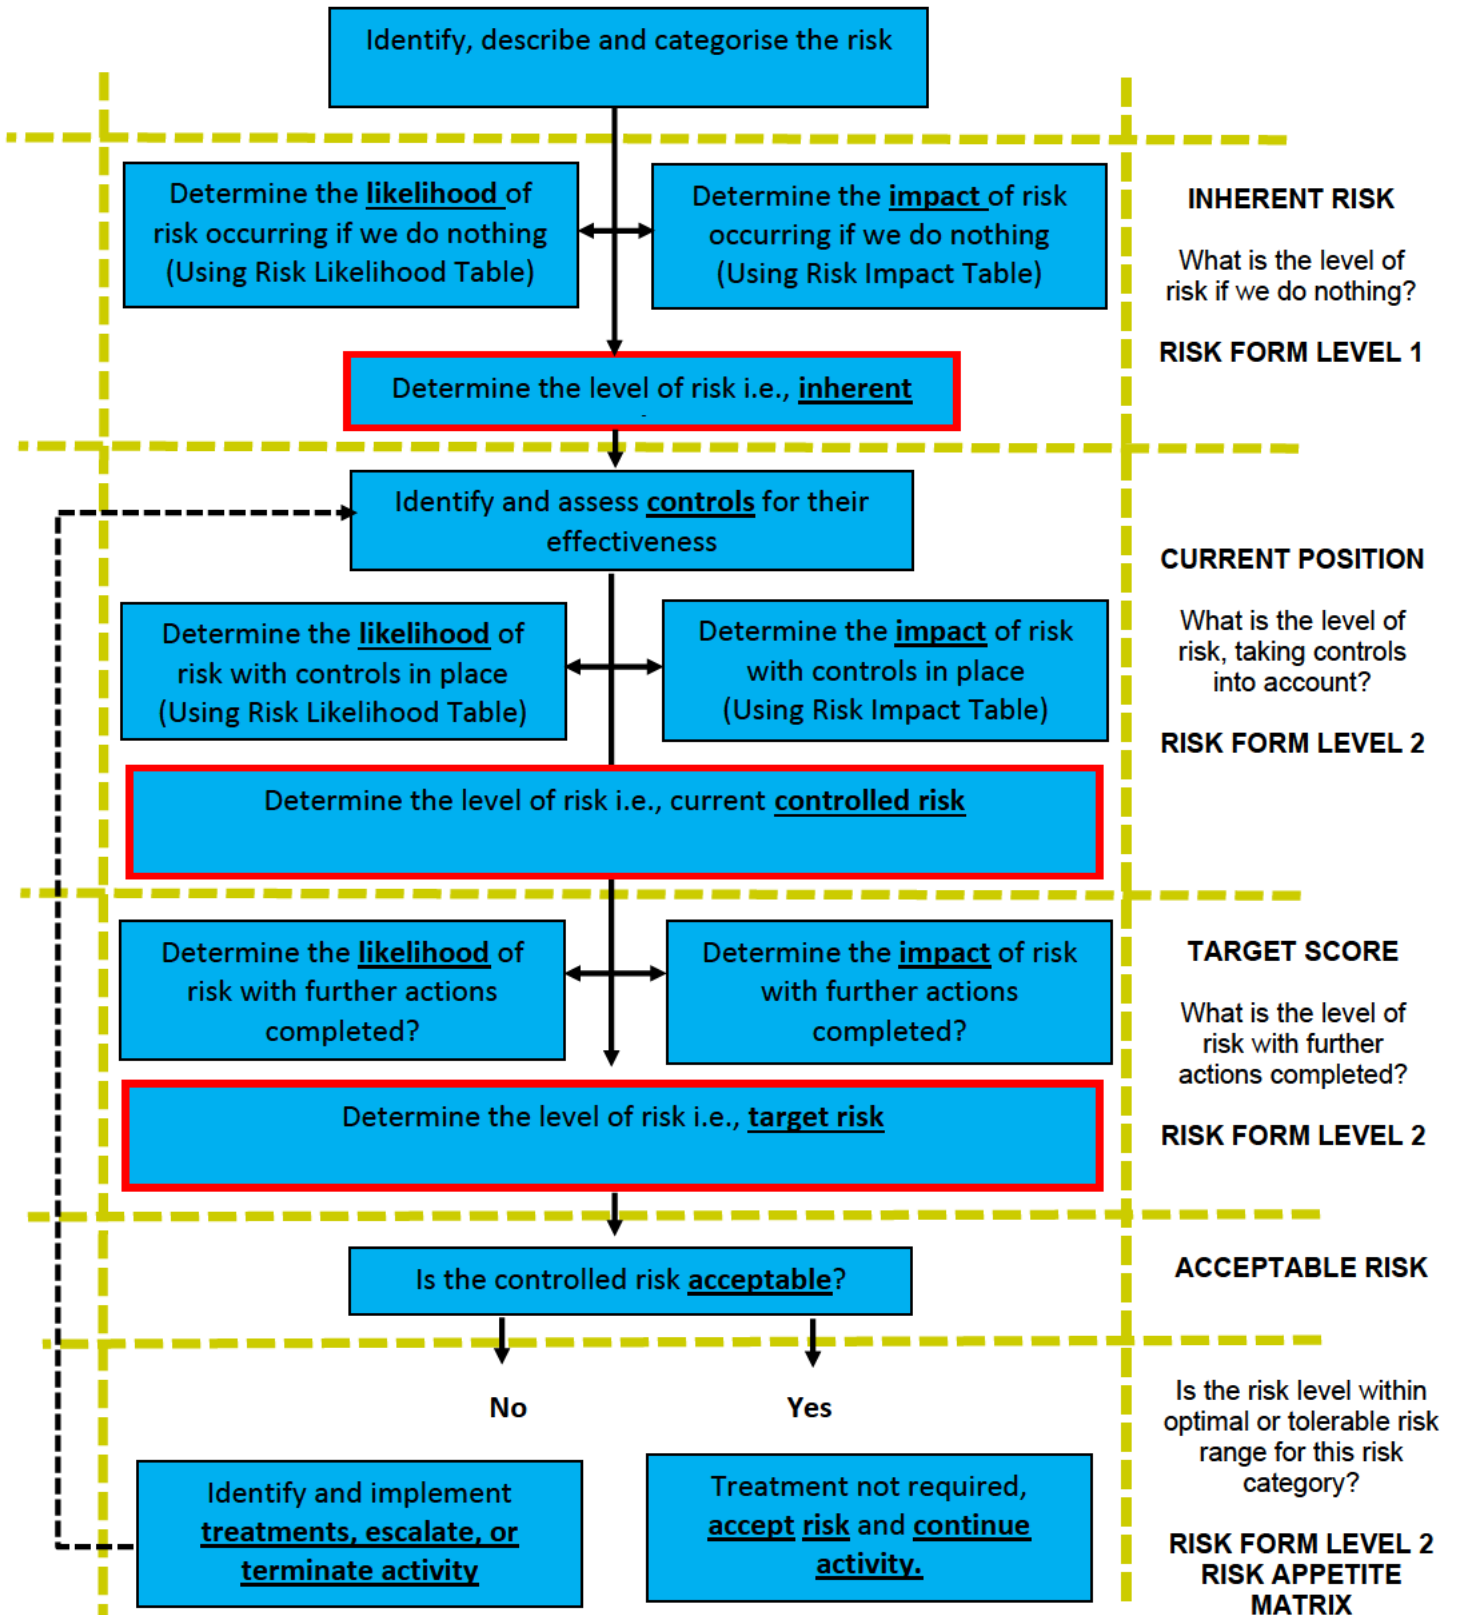 Identify, describe and categorise the risk
Determine the likelihood of
risk occurring if we do nothing
(Using Risk Likelihood Table)
Determine the impact of risk
occurring if we do nothing
(Using Risk Impact Table)
INHERENT RISK
What is the level of
risk if we do nothing?
RISK FORM LEVEL 1
Determine the level of risk i.e., inherent
Identify and assess controls for their
effectiveness
Determine the likelihood of
risk with controls in place
(Using Risk Likelihood Table)
Determine the impact of risk
with controls in place
(Using Risk Impact Table)
CURRENT POSITION
What is the level of
risk, taking controls
into account?
RISK FORM LEVEL 2
Determine the level of risk i.e., current controlled risk
Determine the likelihood of
risk with further actions
completed?
Determine the impact of risk
with further actions
completed?
TARGET SCORE
What is the level of
risk with further
actions completed?
RISK FORM LEVEL 2
Determine the level of risk i.e., target risk
Is the controlled risk acceptable?
ACCEPTABLE RISK
No
Yes
Identify and implement
treatments, escalate, or
terminate activity
Treatment not required,
accept risk and continue
activity.
Is the risk level within
optimal or tolerable risk
range for this risk
category?
RISK FORM LEVEL 2
RISK APPETITE
MATRIX